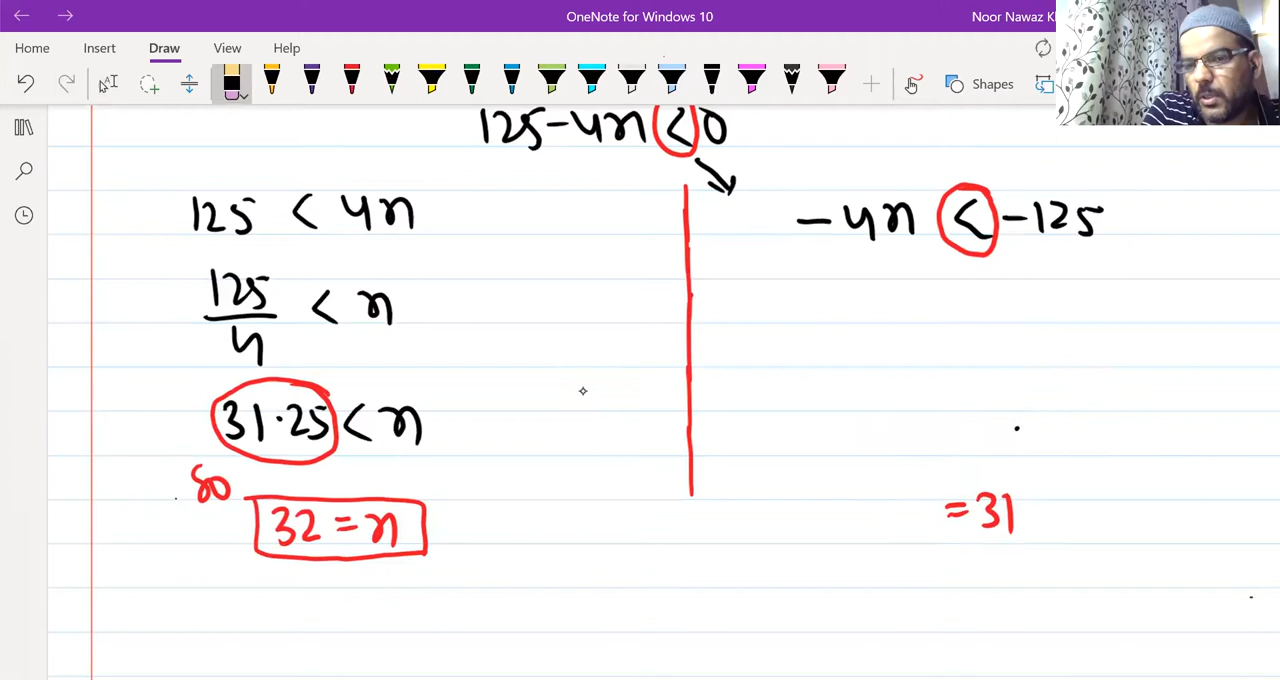 OneNote for Windows 10
Noor Nawaz
Home Insert Draw View Help
Shapes
125-4n < 0
125 < 4n
125/4 < n
31.25 < n
so
32 = n
-4n < -125
= 31